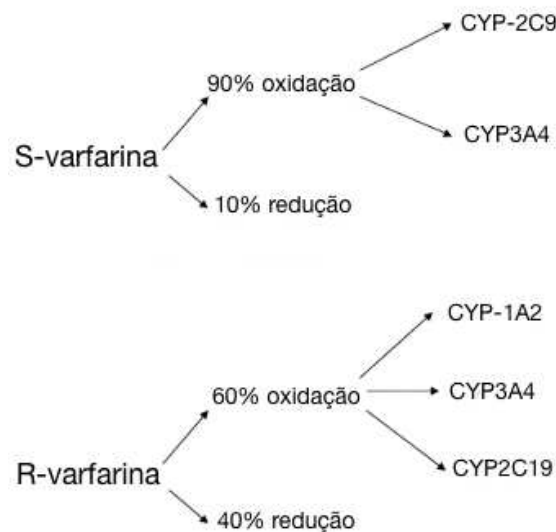 CYP-2C9
90% oxidação
CYP3A4
S-varfarina
10% redução
CYP-1A2
60% oxidação
CYP3A4
CYP2C19
R-varfarina
40% redução